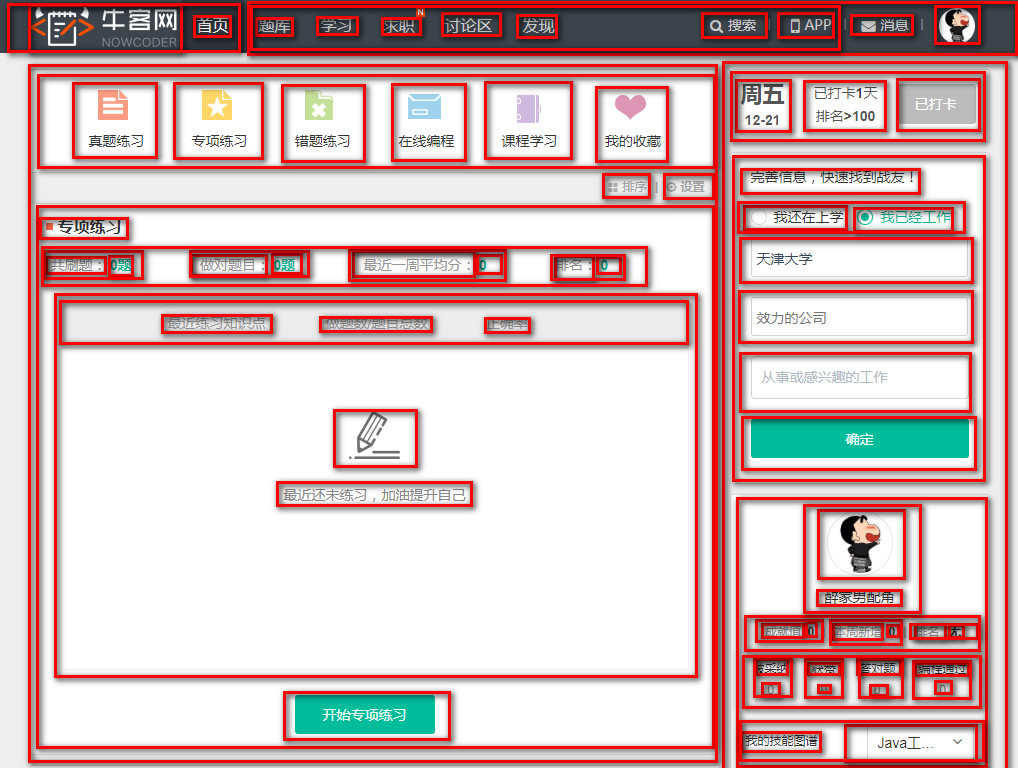 牛客网 首页 题库 学习 求职 N 讨论区 发现 搜索 | APP | 消息 |
NOWCODER
真题练习 专项练习 错题练习 在线编程 课程学习 我的收藏
排序 | 设置
专项练习
共刷题：0题 做对题目：0题 最近一周平均分：0 排名：0
最近练习知识点 做题数/题目总数 正确率
最近还未练习，加油提升自己
开始专项练习
周五 已打卡1天 已打卡
12-21 排名>100
完善信息，快速找到战友！
我还在上学 我已经工作
天津大学
效力的公司
从事或感兴趣的工作
确定
醉家男配角
成就值 0 本周新增 0 排名 无
被采纳 获赞 答对题 编程通过
0 0 0 0
我的技能图谱 Java工...